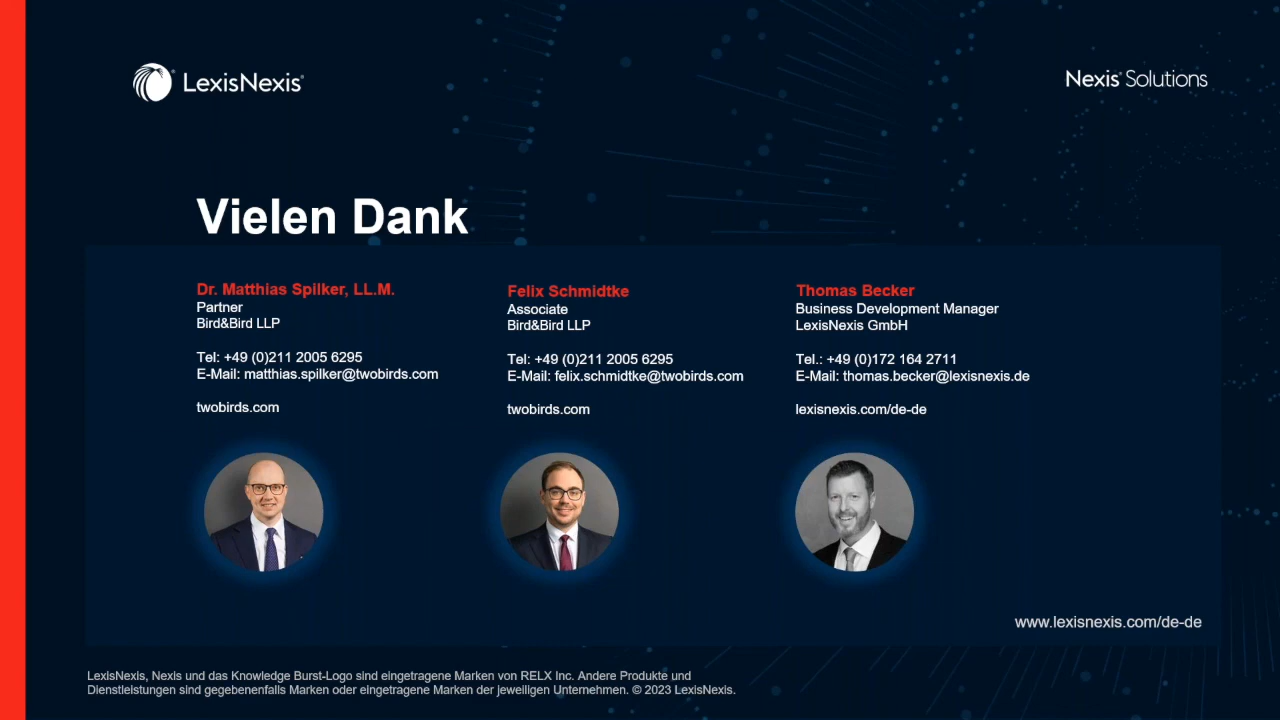 LexisNexis®
Nexis® Solutions
Vielen Dank
Dr. Matthias Spilker, LL.M.
Partner
Bird&Bird LLP
Tel: +49 (0)211 2005 6295
E-Mail: matthias.spilker@twobirds.com
twobirds.com
Felix Schmidtke
Associate
Bird&Bird LLP
Tel: +49 (0)211 2005 6295
E-Mail: felix.schmidtke@twobirds.com
twobirds.com
Thomas Becker
Business Development Manager
LexisNexis GmbH
Tel.: +49 (0)172 164 2711
E-Mail: thomas.becker@lexisnexis.de
lexisnexis.com/de-de
www.lexisnexis.com/de-de
LexisNexis, Nexis und das Knowledge Burst-Logo sind eingetragene Marken von RELX Inc. Andere Produkte und
Dienstleistungen sind gegebenenfalls Marken oder eingetragene Marken der jeweiligen Unternehmen. © 2023 LexisNexis.